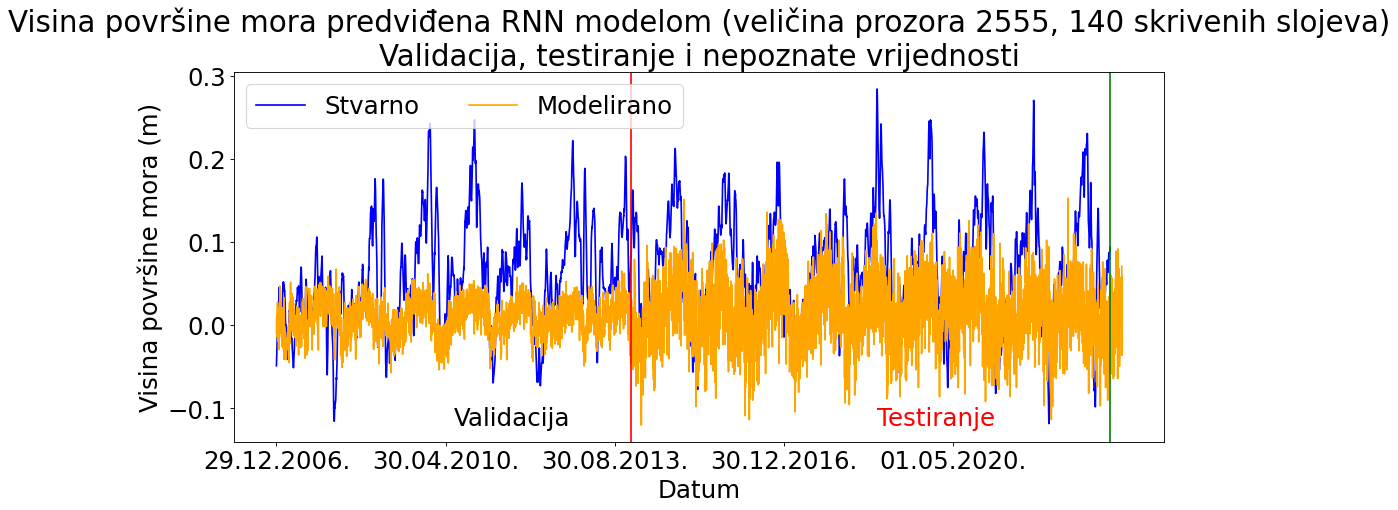 Visina površine mora predviđena RNN modelom (veličina prozora 2555, 140 skrivenih slojeva)
Validacija, testiranje i nepoznate vrijednosti
Stvarno
Modelirano
Visina površine mora (m)
0.3
0.2
0.1
0.0
−0.1
Validacija
Testiranje
29.12.2006.
30.04.2010.
30.08.2013.
30.12.2016.
01.05.2020.
Datum